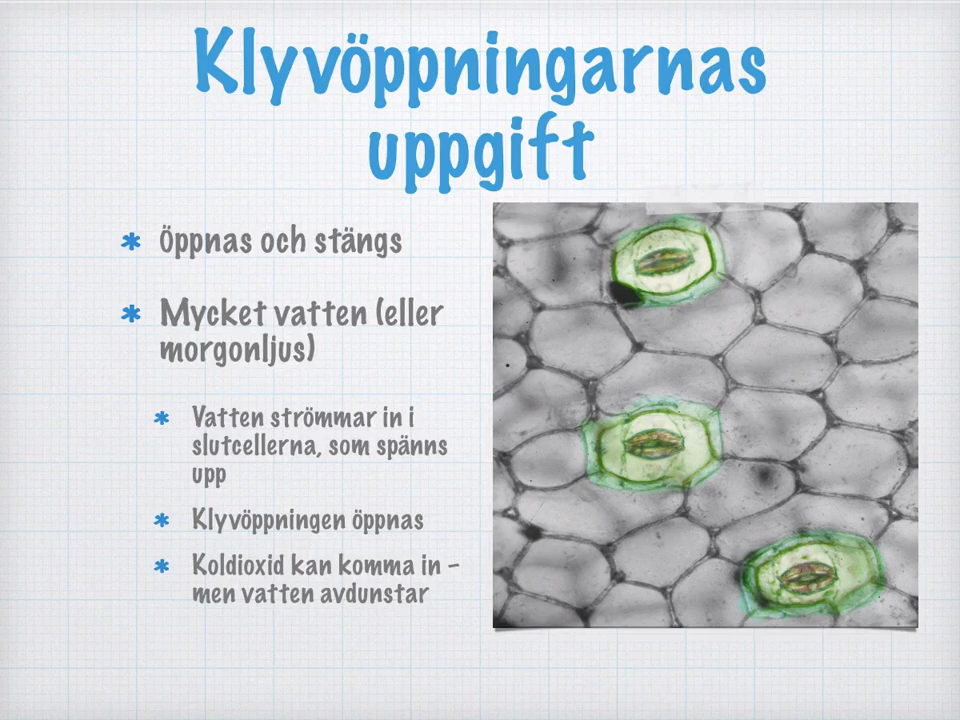 Klyvöppningarnas
uppgift
öppnas och stängs
Mycket vatten (eller
morgonljus)
Vatten strömmar in i
slutcellerna, som spänns
upp
Klyvöppningen öppnas
Koldioxid kan komma in –
men vatten avdunstar